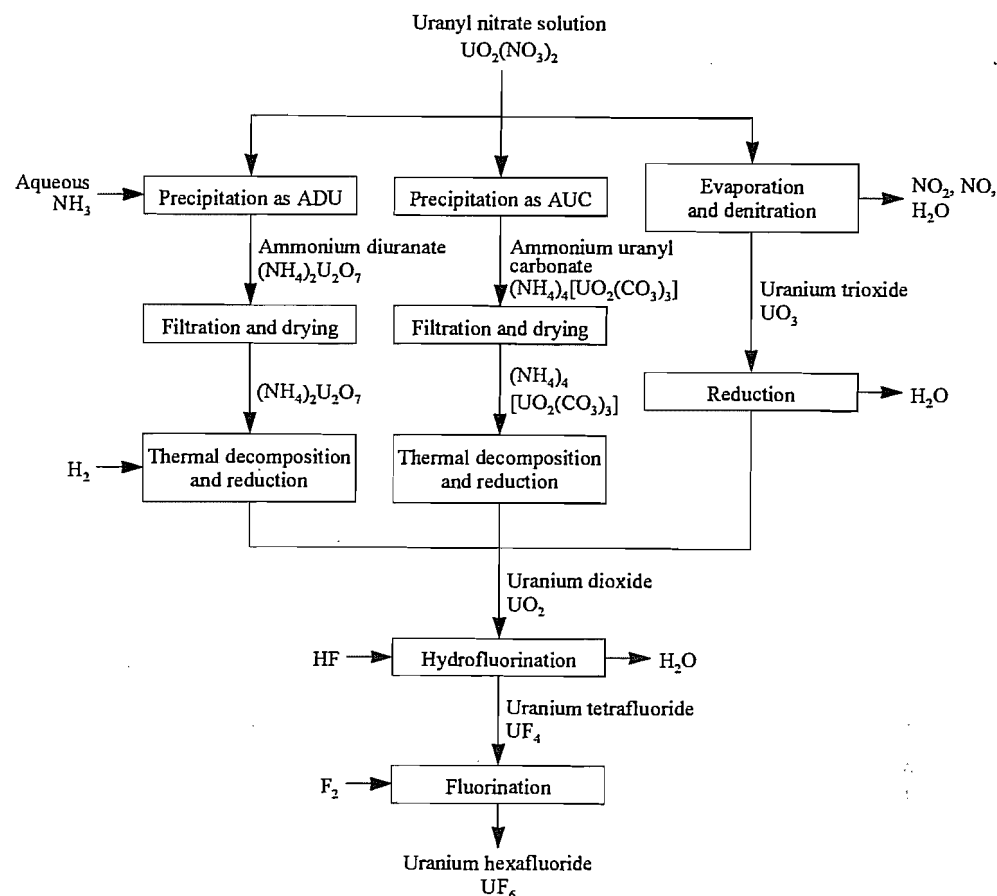 Uranyl nitrate solution
UO₂(NO₃)₂
Aqueous
NH₃
Precipitation as ADU
Precipitation as AUC
Evaporation
and denitration
NO₂, NO,
H₂O
Ammonium diuranate
(NH₄)₂U₂O₇
Ammonium uranyl
carbonate
(NH₄)₄[UO₂(CO₃)₃]
Uranium trioxide
UO₃
Filtration and drying
Filtration and drying
Reduction
H₂O
(NH₄)₂U₂O₇
(NH₄)₄
[UO₂(CO₃)₃]
H₂
Thermal decomposition
and reduction
Thermal decomposition
and reduction
Uranium dioxide
UO₂
HF
Hydrofluorination
H₂O
Uranium tetrafluoride
UF₄
F₂
Fluorination
Uranium hexafluoride
UF₆